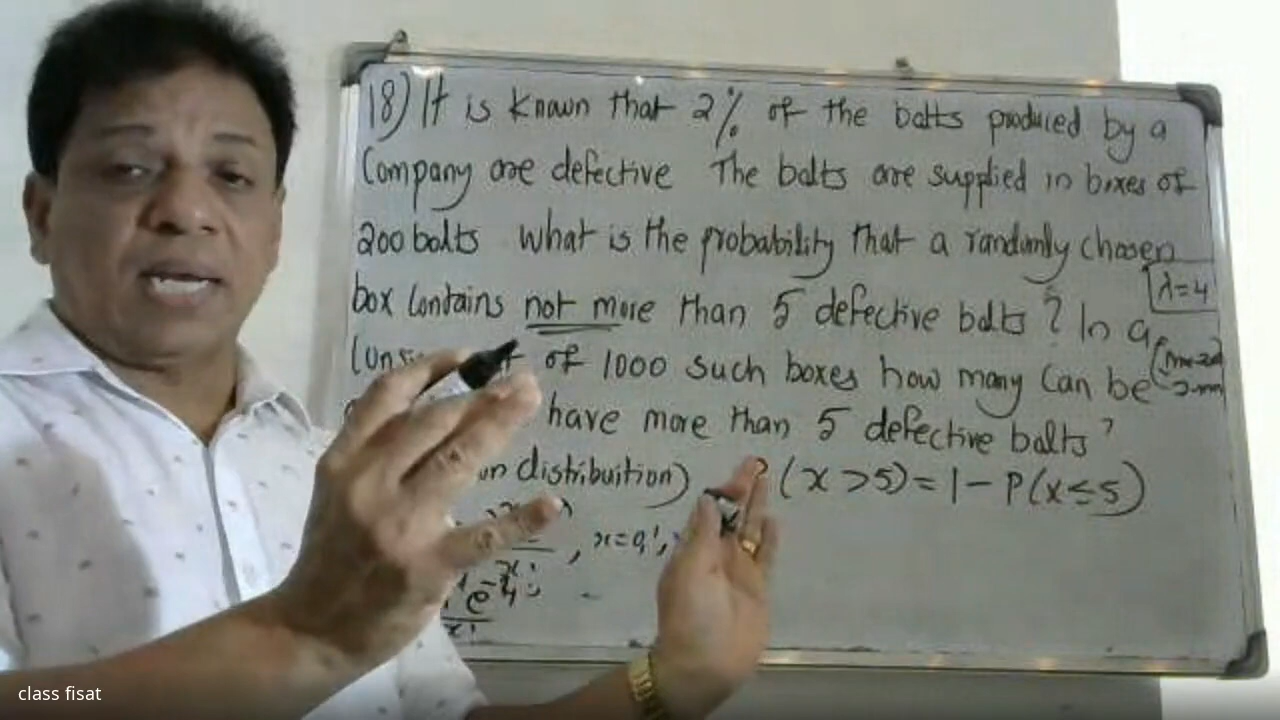 18) It is known that 2% of the bolts produced by a
Company are defective The bolts are supplied in boxes of
200 bolts what is the probability that a randomly chosen
box Contains not more than 5 defective bolts? In a
λ=4
of 1000 such boxes how many Can be
have more than 5 defective bolts?
distribuition) P(x>5)=1-P(x≤5)
class fisat